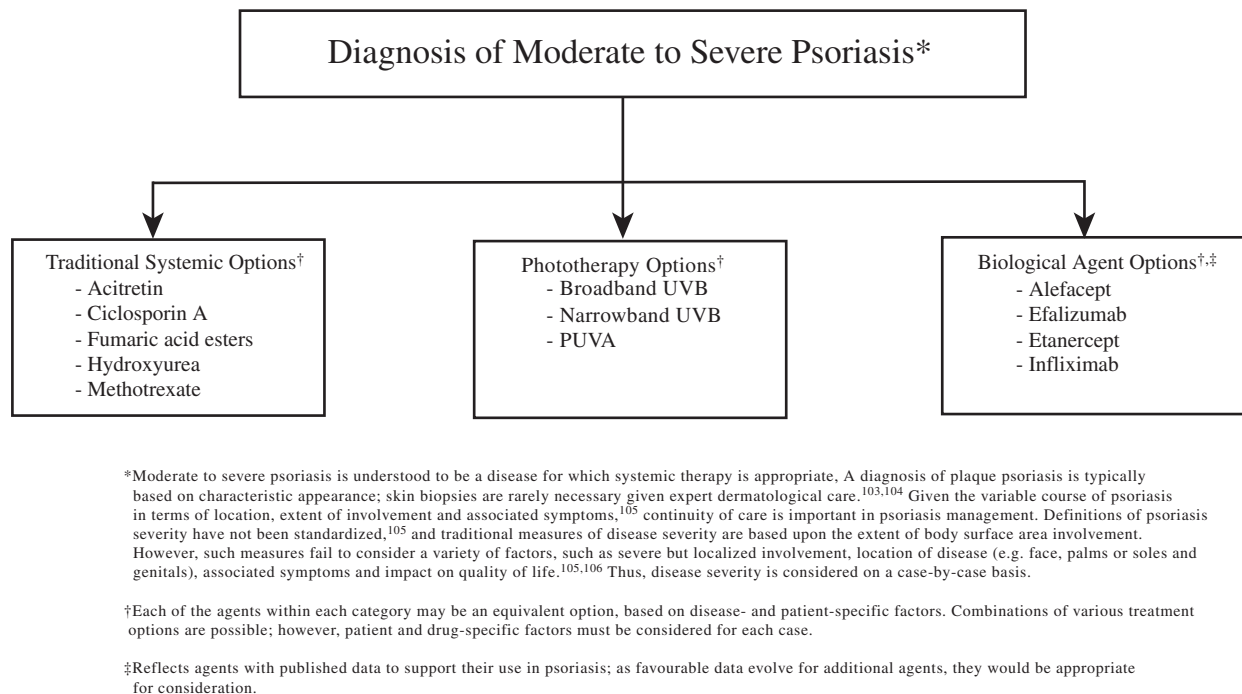 Diagnosis of Moderate to Severe Psoriasis*
Traditional Systemic Options†
- Acitretin
- Ciclosporin A
- Fumaric acid esters
- Hydroxyurea
- Methotrexate
Phototherapy Options†
- Broadband UVB
- Narrowband UVB
- PUVA
Biological Agent Options†,‡
- Alefacept
- Efalizumab
- Etanercept
- Infliximab
*Moderate to severe psoriasis is understood to be a disease for which systemic therapy is appropriate, A diagnosis of plaque psoriasis is typically
based on characteristic appearance; skin biopsies are rarely necessary given expert dermatological care.103,104 Given the variable course of psoriasis
in terms of location, extent of involvement and associated symptoms,105 continuity of care is important in psoriasis management. Definitions of psoriasis
severity have not been standardized,105 and traditional measures of disease severity are based upon the extent of body surface area involvement.
However, such measures fail to consider a variety of factors, such as severe but localized involvement, location of disease (e.g. face, palms or soles and
genitals), associated symptoms and impact on quality of life.105,106 Thus, disease severity is considered on a case-by-case basis.
†Each of the agents within each category may be an equivalent option, based on disease- and patient-specific factors. Combinations of various treatment
options are possible; however, patient and drug-specific factors must be considered for each case.
‡Reflects agents with published data to support their use in psoriasis; as favourable data evolve for additional agents, they would be appropriate
for consideration.